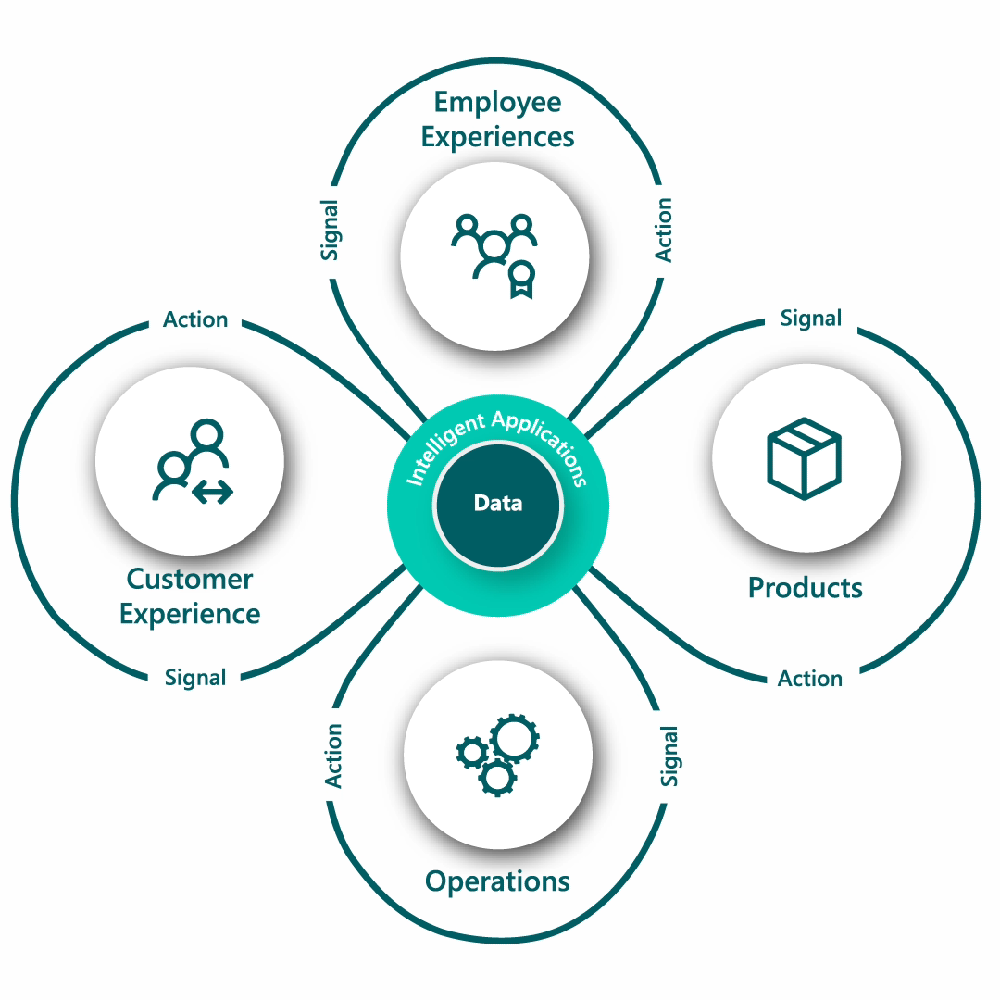 Employee
Experiences
Signal
Action
Action
Signal
Intelligent Applications
Data
Customer
Experience
Products
Signal
Action
Action
Signal
Operations